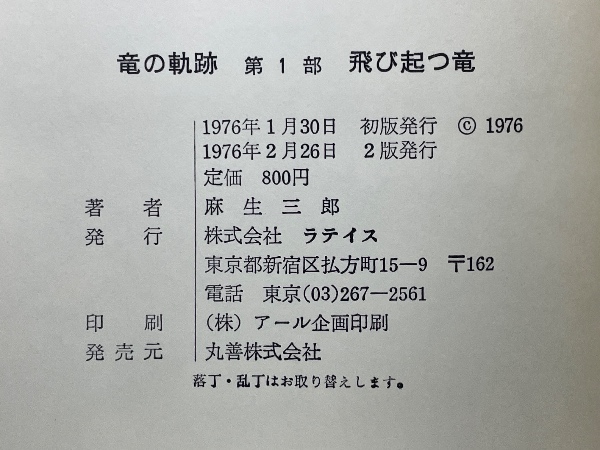 竜の軌跡 第1部 飛び起つ竜
1976年1月30日 初版発行 ©1976
1976年2月26日 2版発行
定価 800円
著者 麻生三郎
発行 株式会社 ラテイス
東京都新宿区払方町15—9 〒162
電話 東京(03)267—2561
印刷 (株)アール企画印刷
発売元 丸善株式会社
落丁・乱丁はお取り替えします。